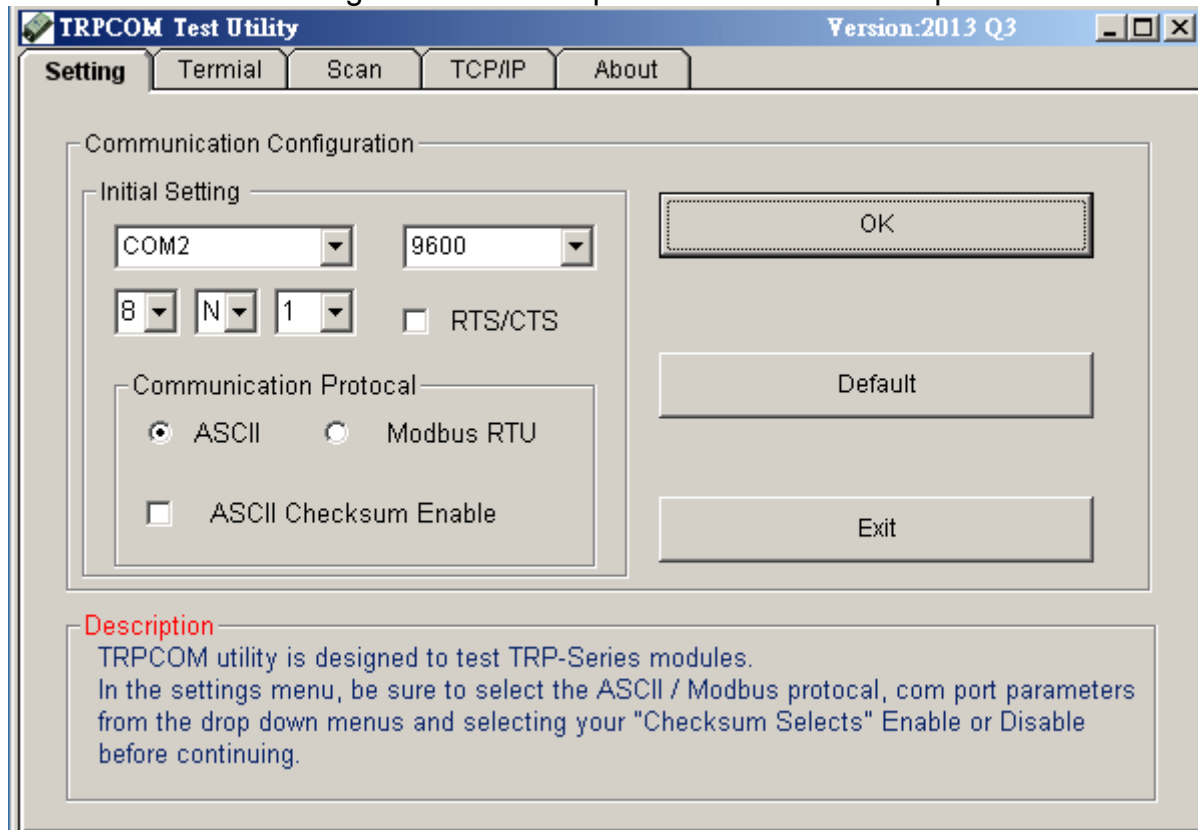 TRPCOM Test Utility Version:2013 Q3
Setting Termial Scan TCP/IP About
Communication Configuration
Initial Setting
OK
COM2 9600
8 N 1 RTS/CTS
Communication Protocal
Default
ASCII Modbus RTU
ASCII Checksum Enable
Exit
Description
TRPCOM utility is designed to test TRP-Series modules.
In the settings menu, be sure to select the ASCII / Modbus protocal, com port parameters
from the drop down menus and selecting your "Checksum Selects" Enable or Disable
before continuing.